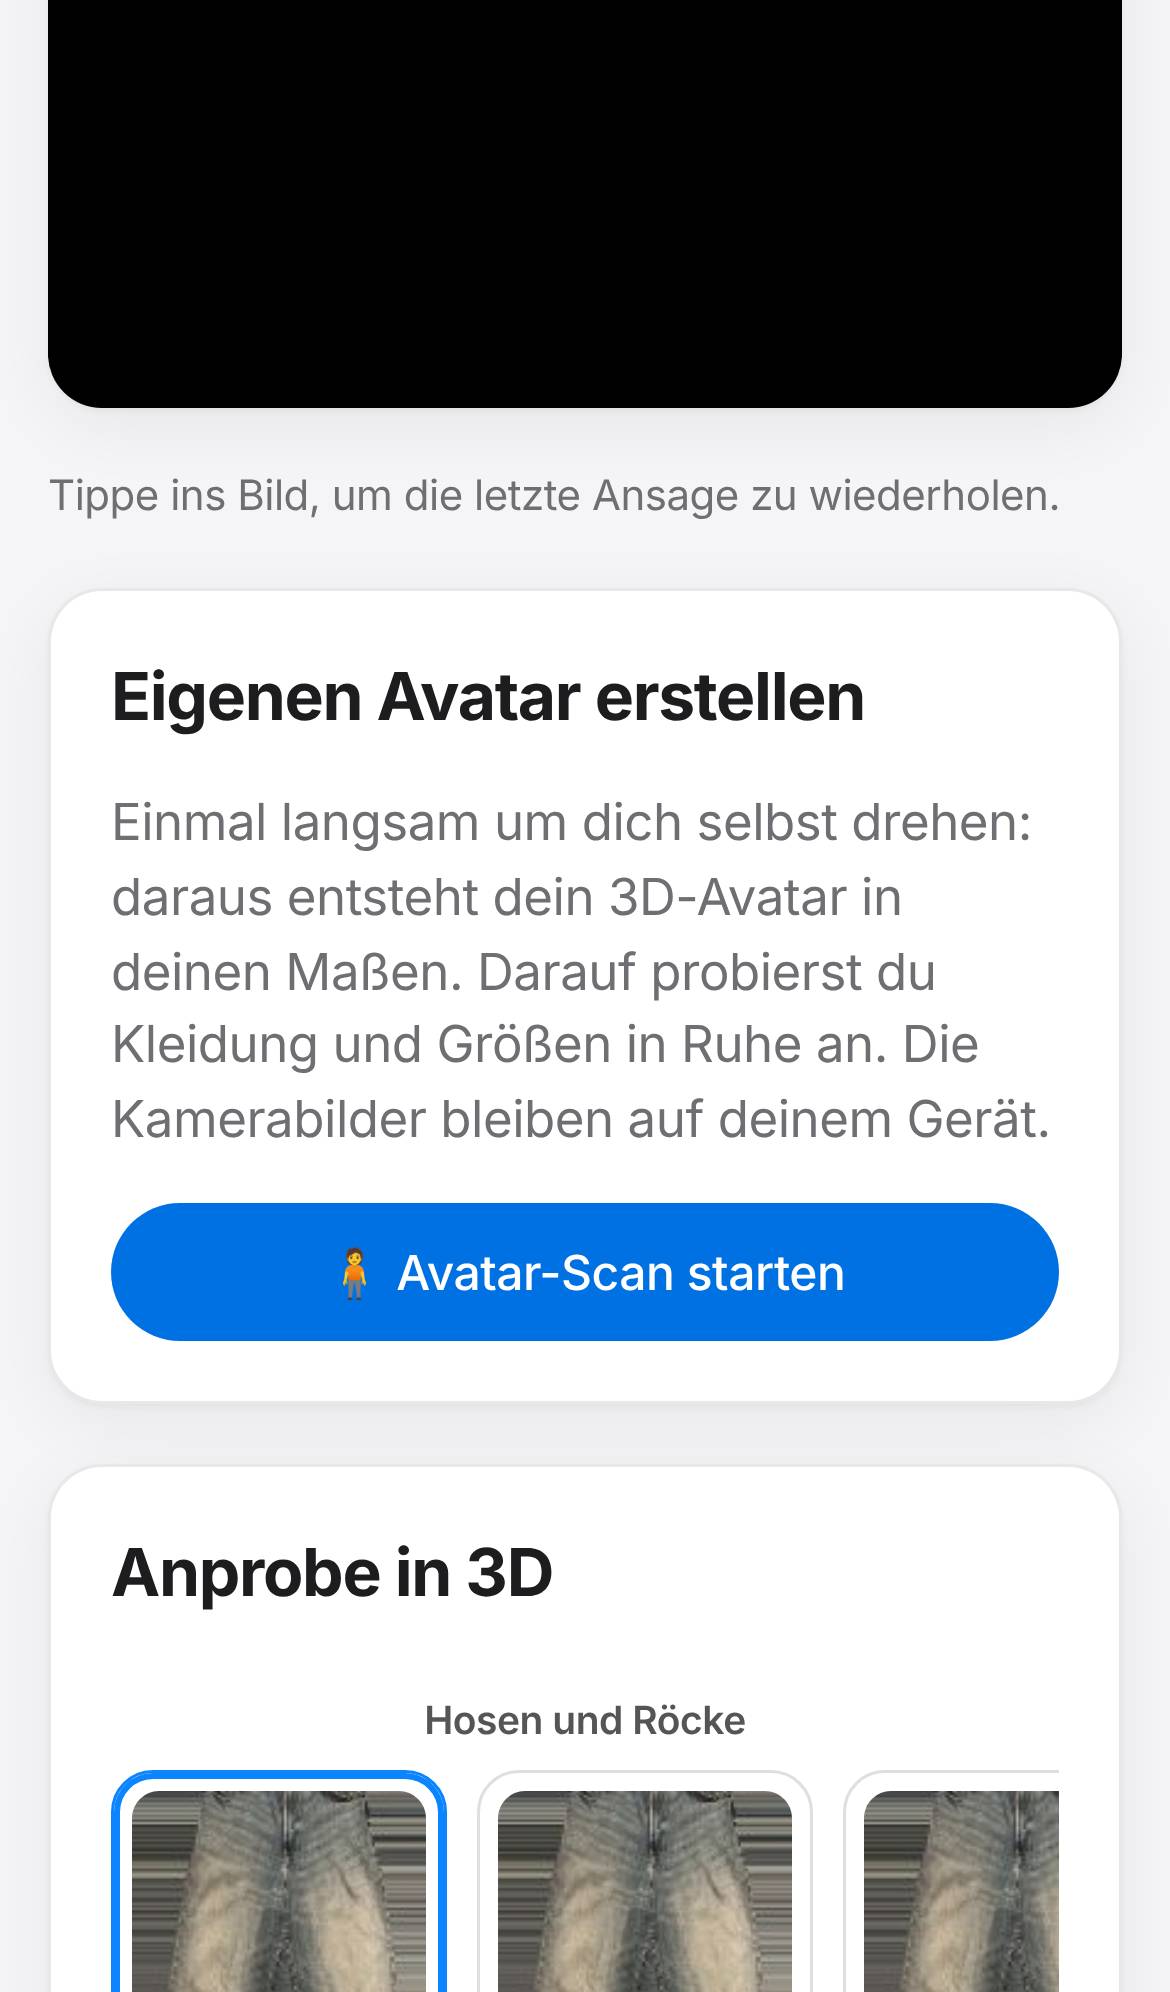 Tippe ins Bild, um die letzte Ansage zu wiederholen.
Eigenen Avatar erstellen
Einmal langsam um dich selbst drehen:
daraus entsteht dein 3D-Avatar in
deinen Maßen. Darauf probierst du
Kleidung und Größen in Ruhe an. Die
Kamerabilder bleiben auf deinem Gerät.
🧍 Avatar-Scan starten
Anprobe in 3D
Hosen und Röcke